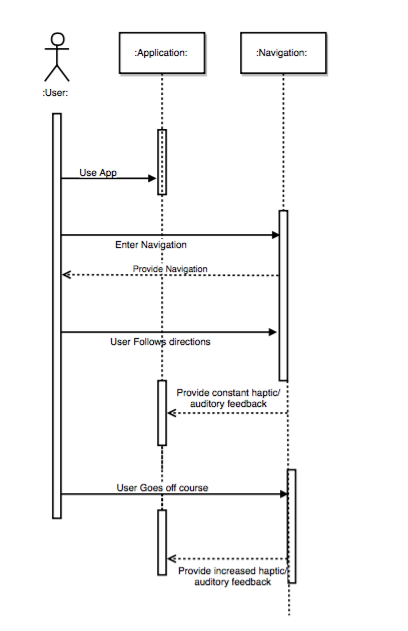 :Application:
:Navigation:
:User:
Use App
Enter Navigation
Provide Navigation
User Follows directions
Provide constant haptic/
auditory feedback
User Goes off course
Provide increased haptic/
auditory feedback